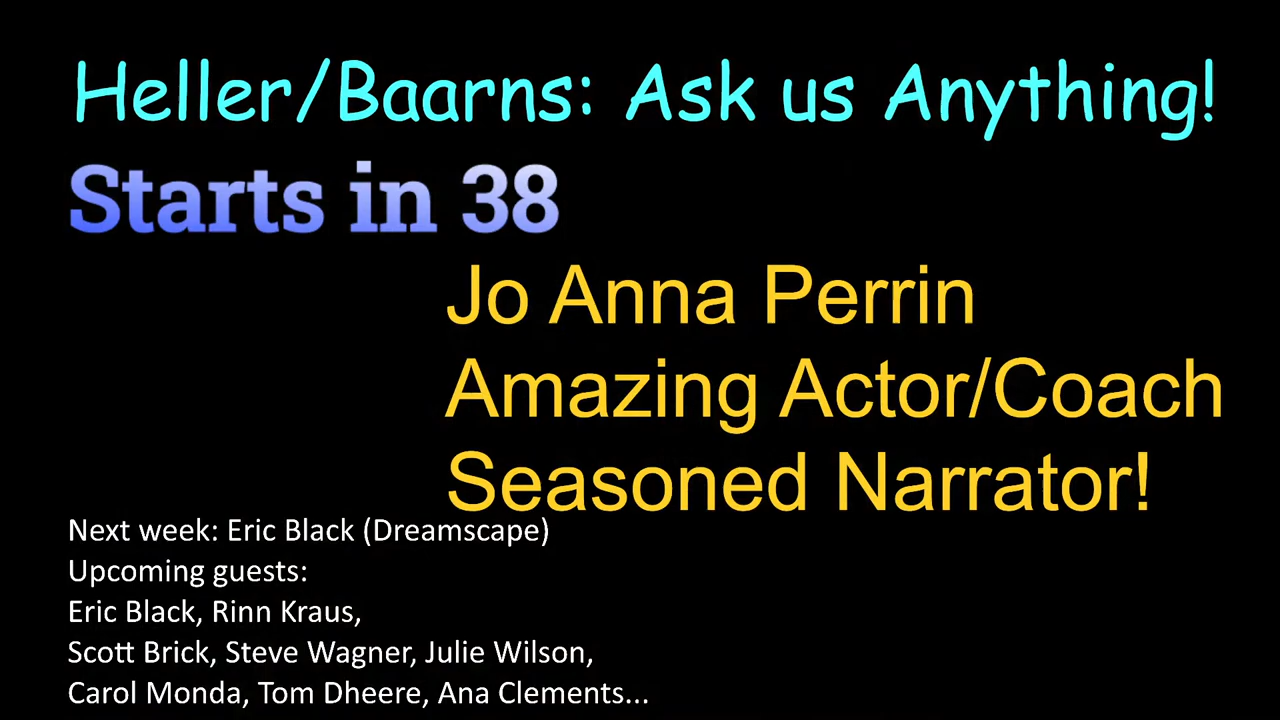 Heller/Baarns: Ask us Anything!
Starts in 38
Jo Anna Perrin
Amazing Actor/Coach
Seasoned Narrator!
Next week: Eric Black (Dreamscape)
Upcoming guests:
Eric Black, Rinn Kraus,
Scott Brick, Steve Wagner, Julie Wilson,
Carol Monda, Tom Dheere, Ana Clements...